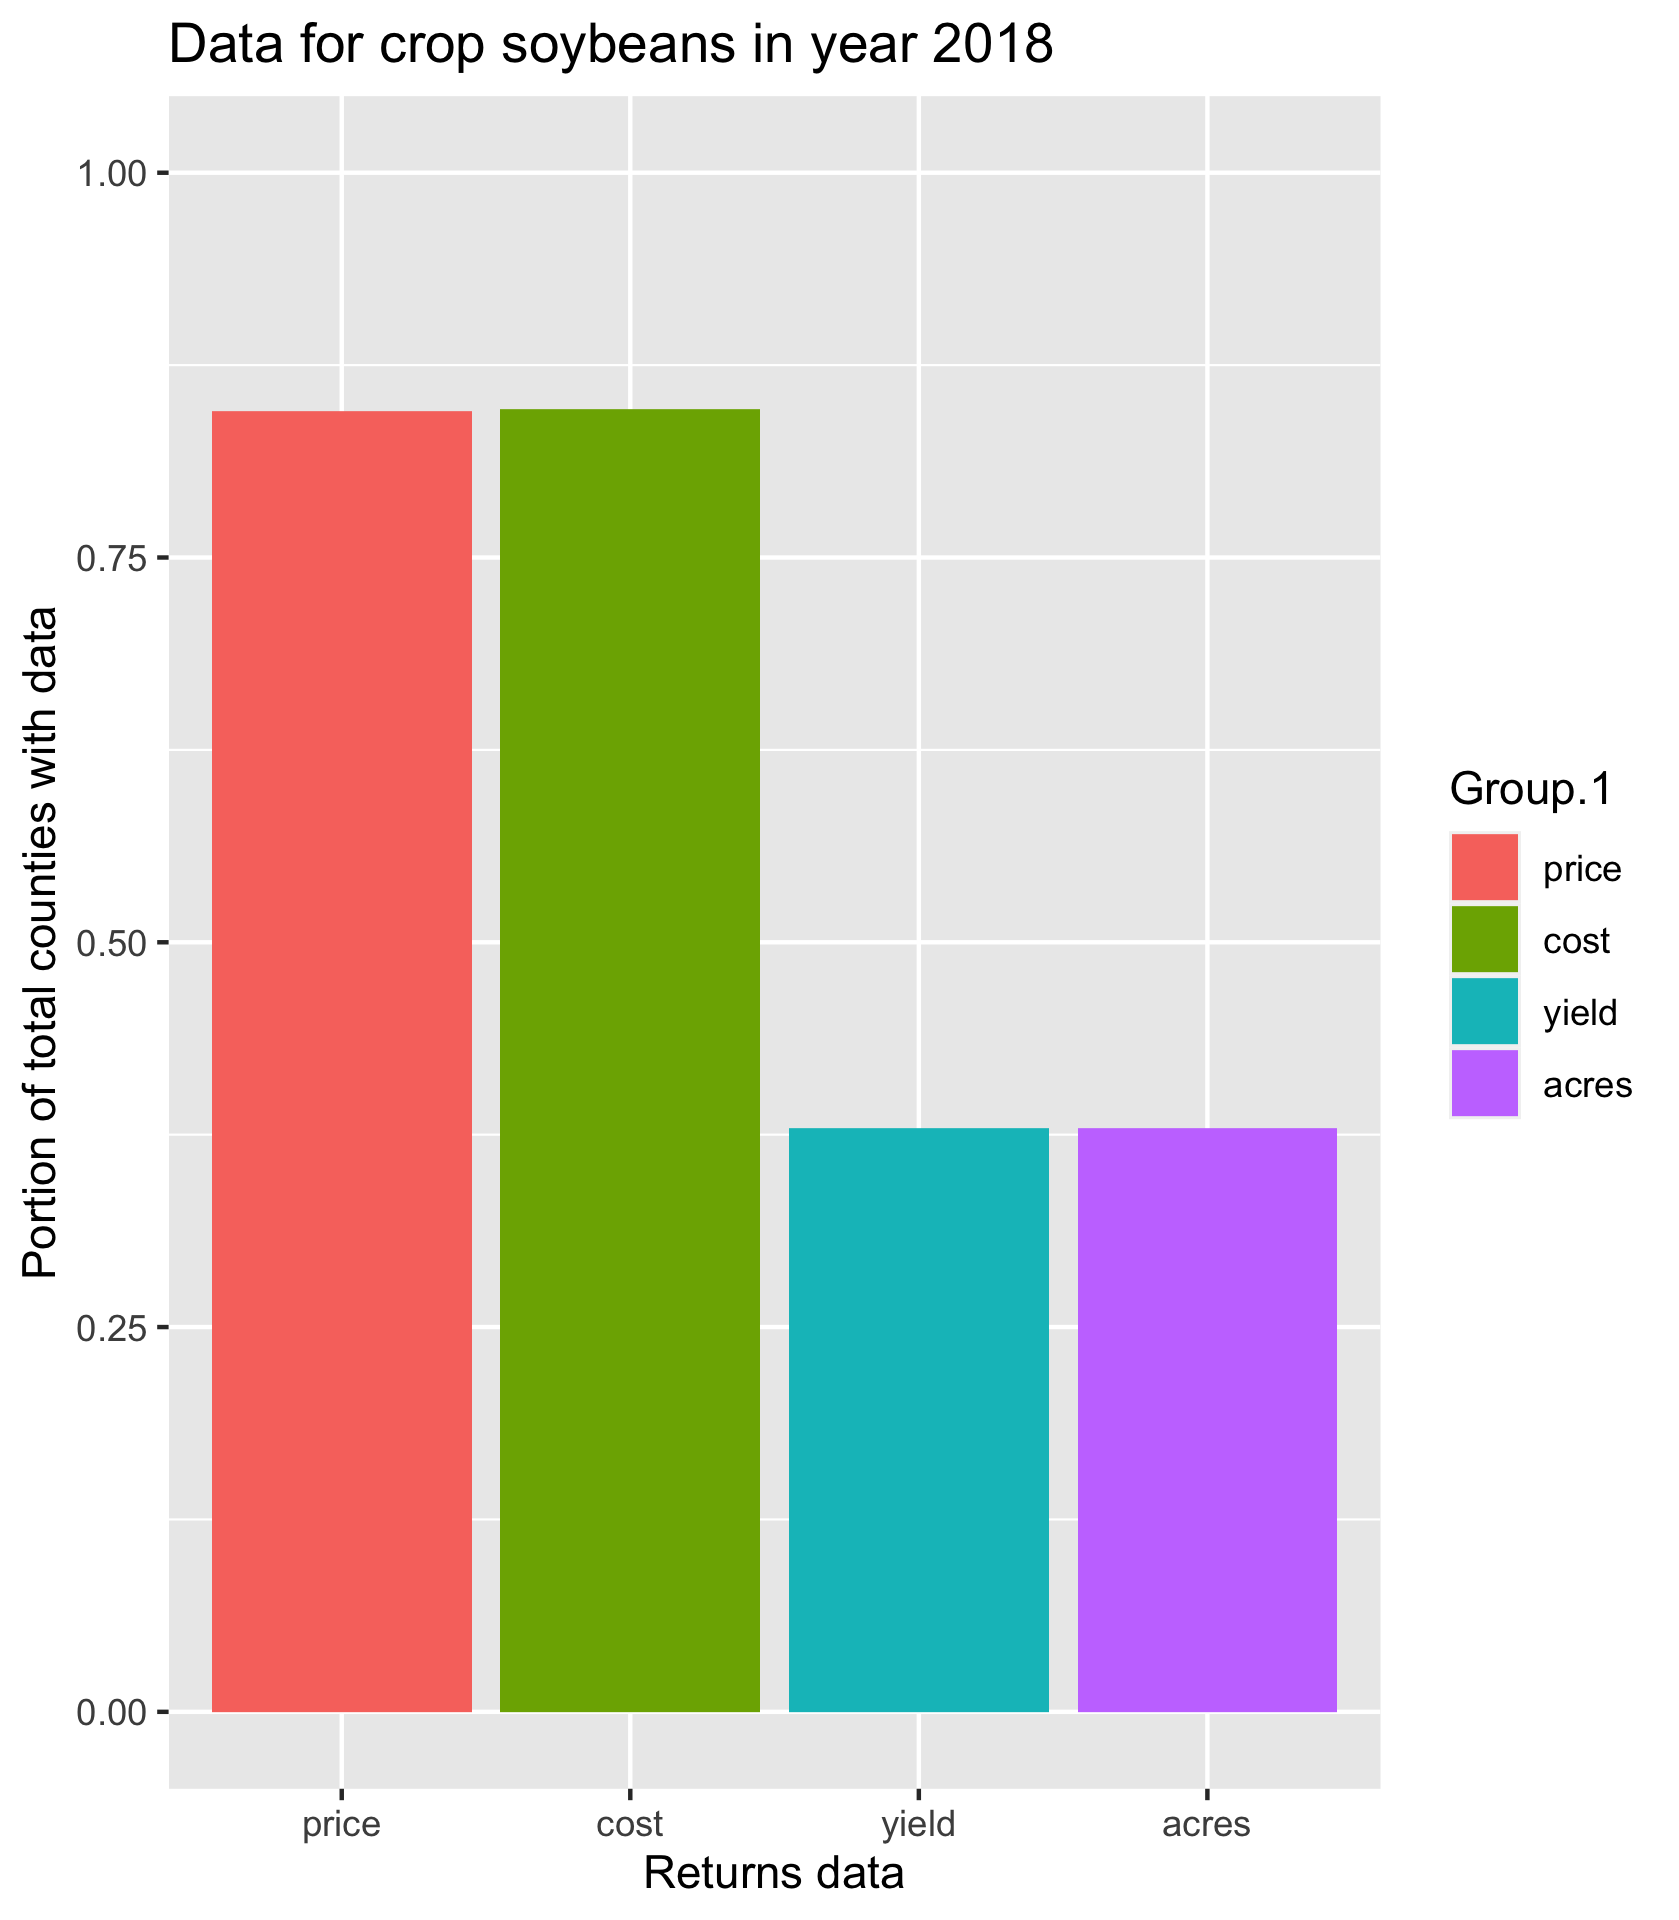 Data for crop soybeans in year 2018
Portion of total counties with data
1.00
0.75
0.50
0.25
0.00
price
cost
yield
acres
Returns data
Group.1
price
cost
yield
acres